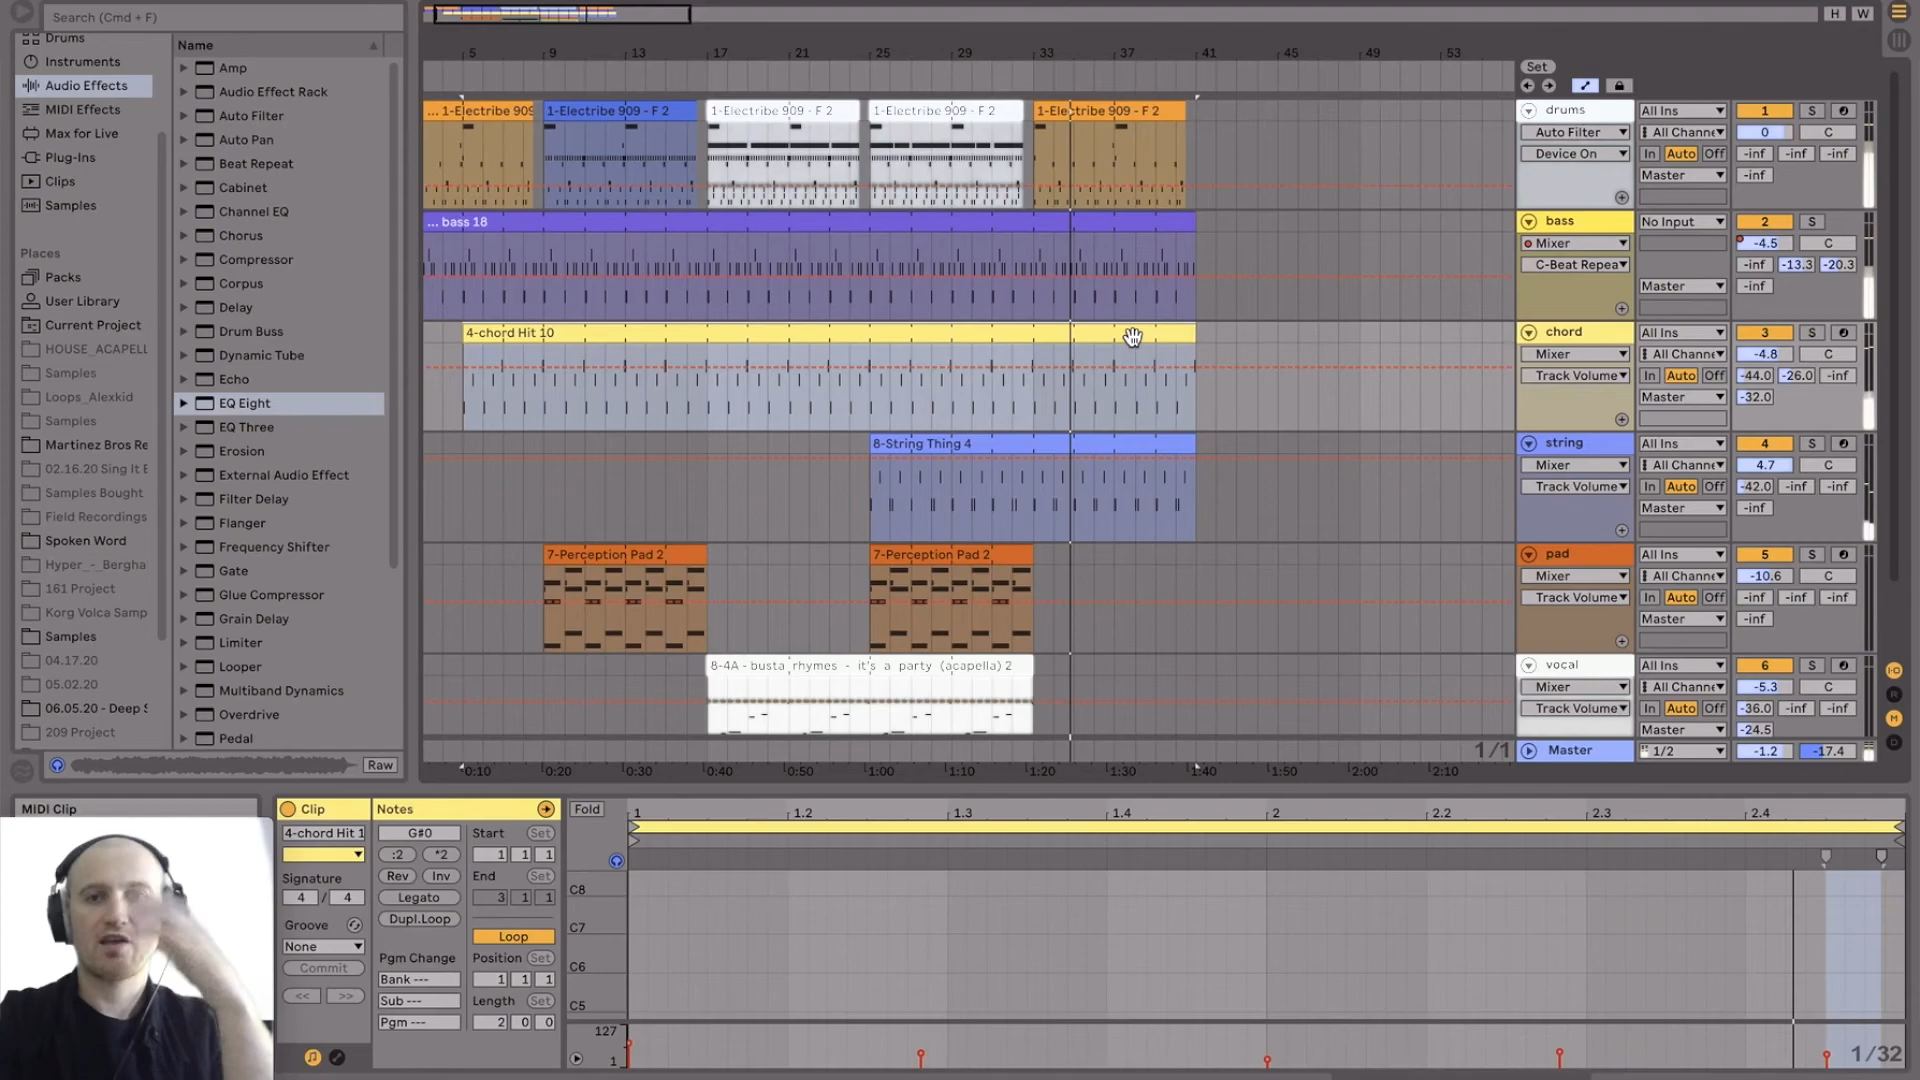 Search (Cmd + F)
H W
Drums
Instruments
Audio Effects
MIDI Effects
Max for Live
Plug-Ins
Clips
Samples
Places
Packs
User Library
Current Project
HOUSE_ACAPELL
Samples
Loops_Alexkid
Samples
Martinez Bros Re
02.16.20 Sing It E
Samples Bought
Field Recordings
Spoken Word
Hyper_-_Bergha
161 Project
Korg Volca Samp
Samples
04.17.20
05.02.20
06.05.20 - Deep S
209 Project
Raw
Name
Amp
Audio Effect Rack
Auto Filter
Auto Pan
Beat Repeat
Cabinet
Channel EQ
Chorus
Compressor
Corpus
Delay
Drum Buss
Dynamic Tube
Echo
EQ Eight
EQ Three
Erosion
External Audio Effect
Filter Delay
Flanger
Frequency Shifter
Gate
Glue Compressor
Grain Delay
Limiter
Looper
Multiband Dynamics
Overdrive
Pedal
5 9 13 17 21 25 29 33 37 41 45 49 53
Set
... 1-Electribe 909 1-Electribe 909 - F 2 1-Electribe 909 - F 2 1-Electribe 909 - F 2 1-Electribe 909 - F 2
drums All Ins 1 S
Auto Filter All Channe 0 C
Device On In Auto Off -inf -inf -inf
Master -inf
... bass 18
bass No Input 2 S
Mixer -4.5 C
C-Beat Repea -inf -13.3 -20.3
Master -inf
4-chord Hit 10
chord All Ins 3 S
Mixer All Channe -4.8 C
Track Volume In Auto Off -44.0 -26.0 -inf
Master -32.0
8-String Thing 4
string All Ins 4 S
Mixer All Channe 4.7 C
Track Volume In Auto Off -42.0 -inf -inf
Master -inf
7-Perception Pad 2 7-Perception Pad 2
pad All Ins 5 S
Mixer All Channe -10.6 C
Track Volume In Auto Off -inf -inf -inf
Master -inf
8-4A - busta rhymes - it's a party (acapella) 2
vocal All Ins 6 S
Mixer All Channe -5.3 C
Track Volume In Auto Off -36.0 -inf -inf
Master -24.5
1/1 Master 1/2 -1.2 -17.4
0:10 0:20 0:30 0:40 0:50 1:00 1:10 1:20 1:30 1:40 1:50 2:00 2:10
I·O
R
M
D
MIDI Clip
Clip
4-chord Hit 1
Signature
4 / 4
Groove
None
Commit
<< >>
Notes
G#0
:2 *2
Rev Inv
Legato
Dupl.Loop
Pgm Change
Bank ---
Sub ---
Pgm ---
Start Set
1 1 1
End Set
3 1 1
Loop
Position Set
1 1 1
Length Set
2 0 0
Fold
1 1.2 1.3 1.4 2 2.2 2.3 2.4
C8
C7
C6
C5
127
1
1/32